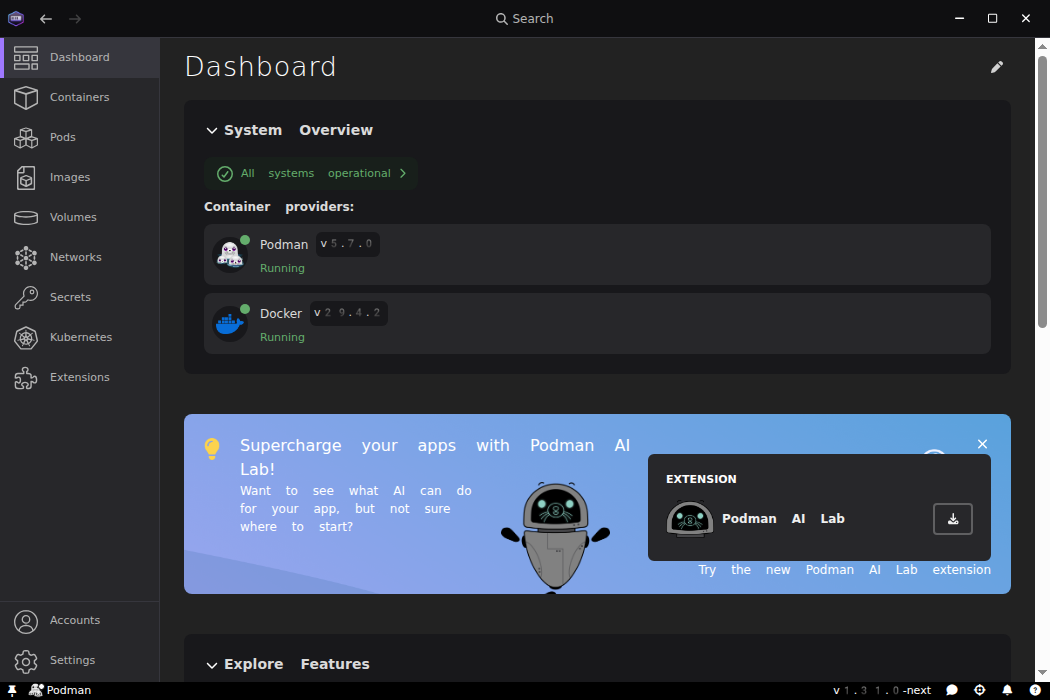 Search
Dashboard
Containers
Pods
Images
Volumes
Networks
Secrets
Kubernetes
Extensions
Accounts
Settings
Dashboard
System Overview
All systems operational
Container providers:
Podman v5.7.0
Running
Docker v29.4.2
Running
Supercharge your apps with Podman AI
Lab!
Want to see what AI can do
for your app, but not sure
where to start?
EXTENSION
Podman AI Lab
Try the new Podman AI Lab extension
Explore Features
Podman
v1.31.0-next